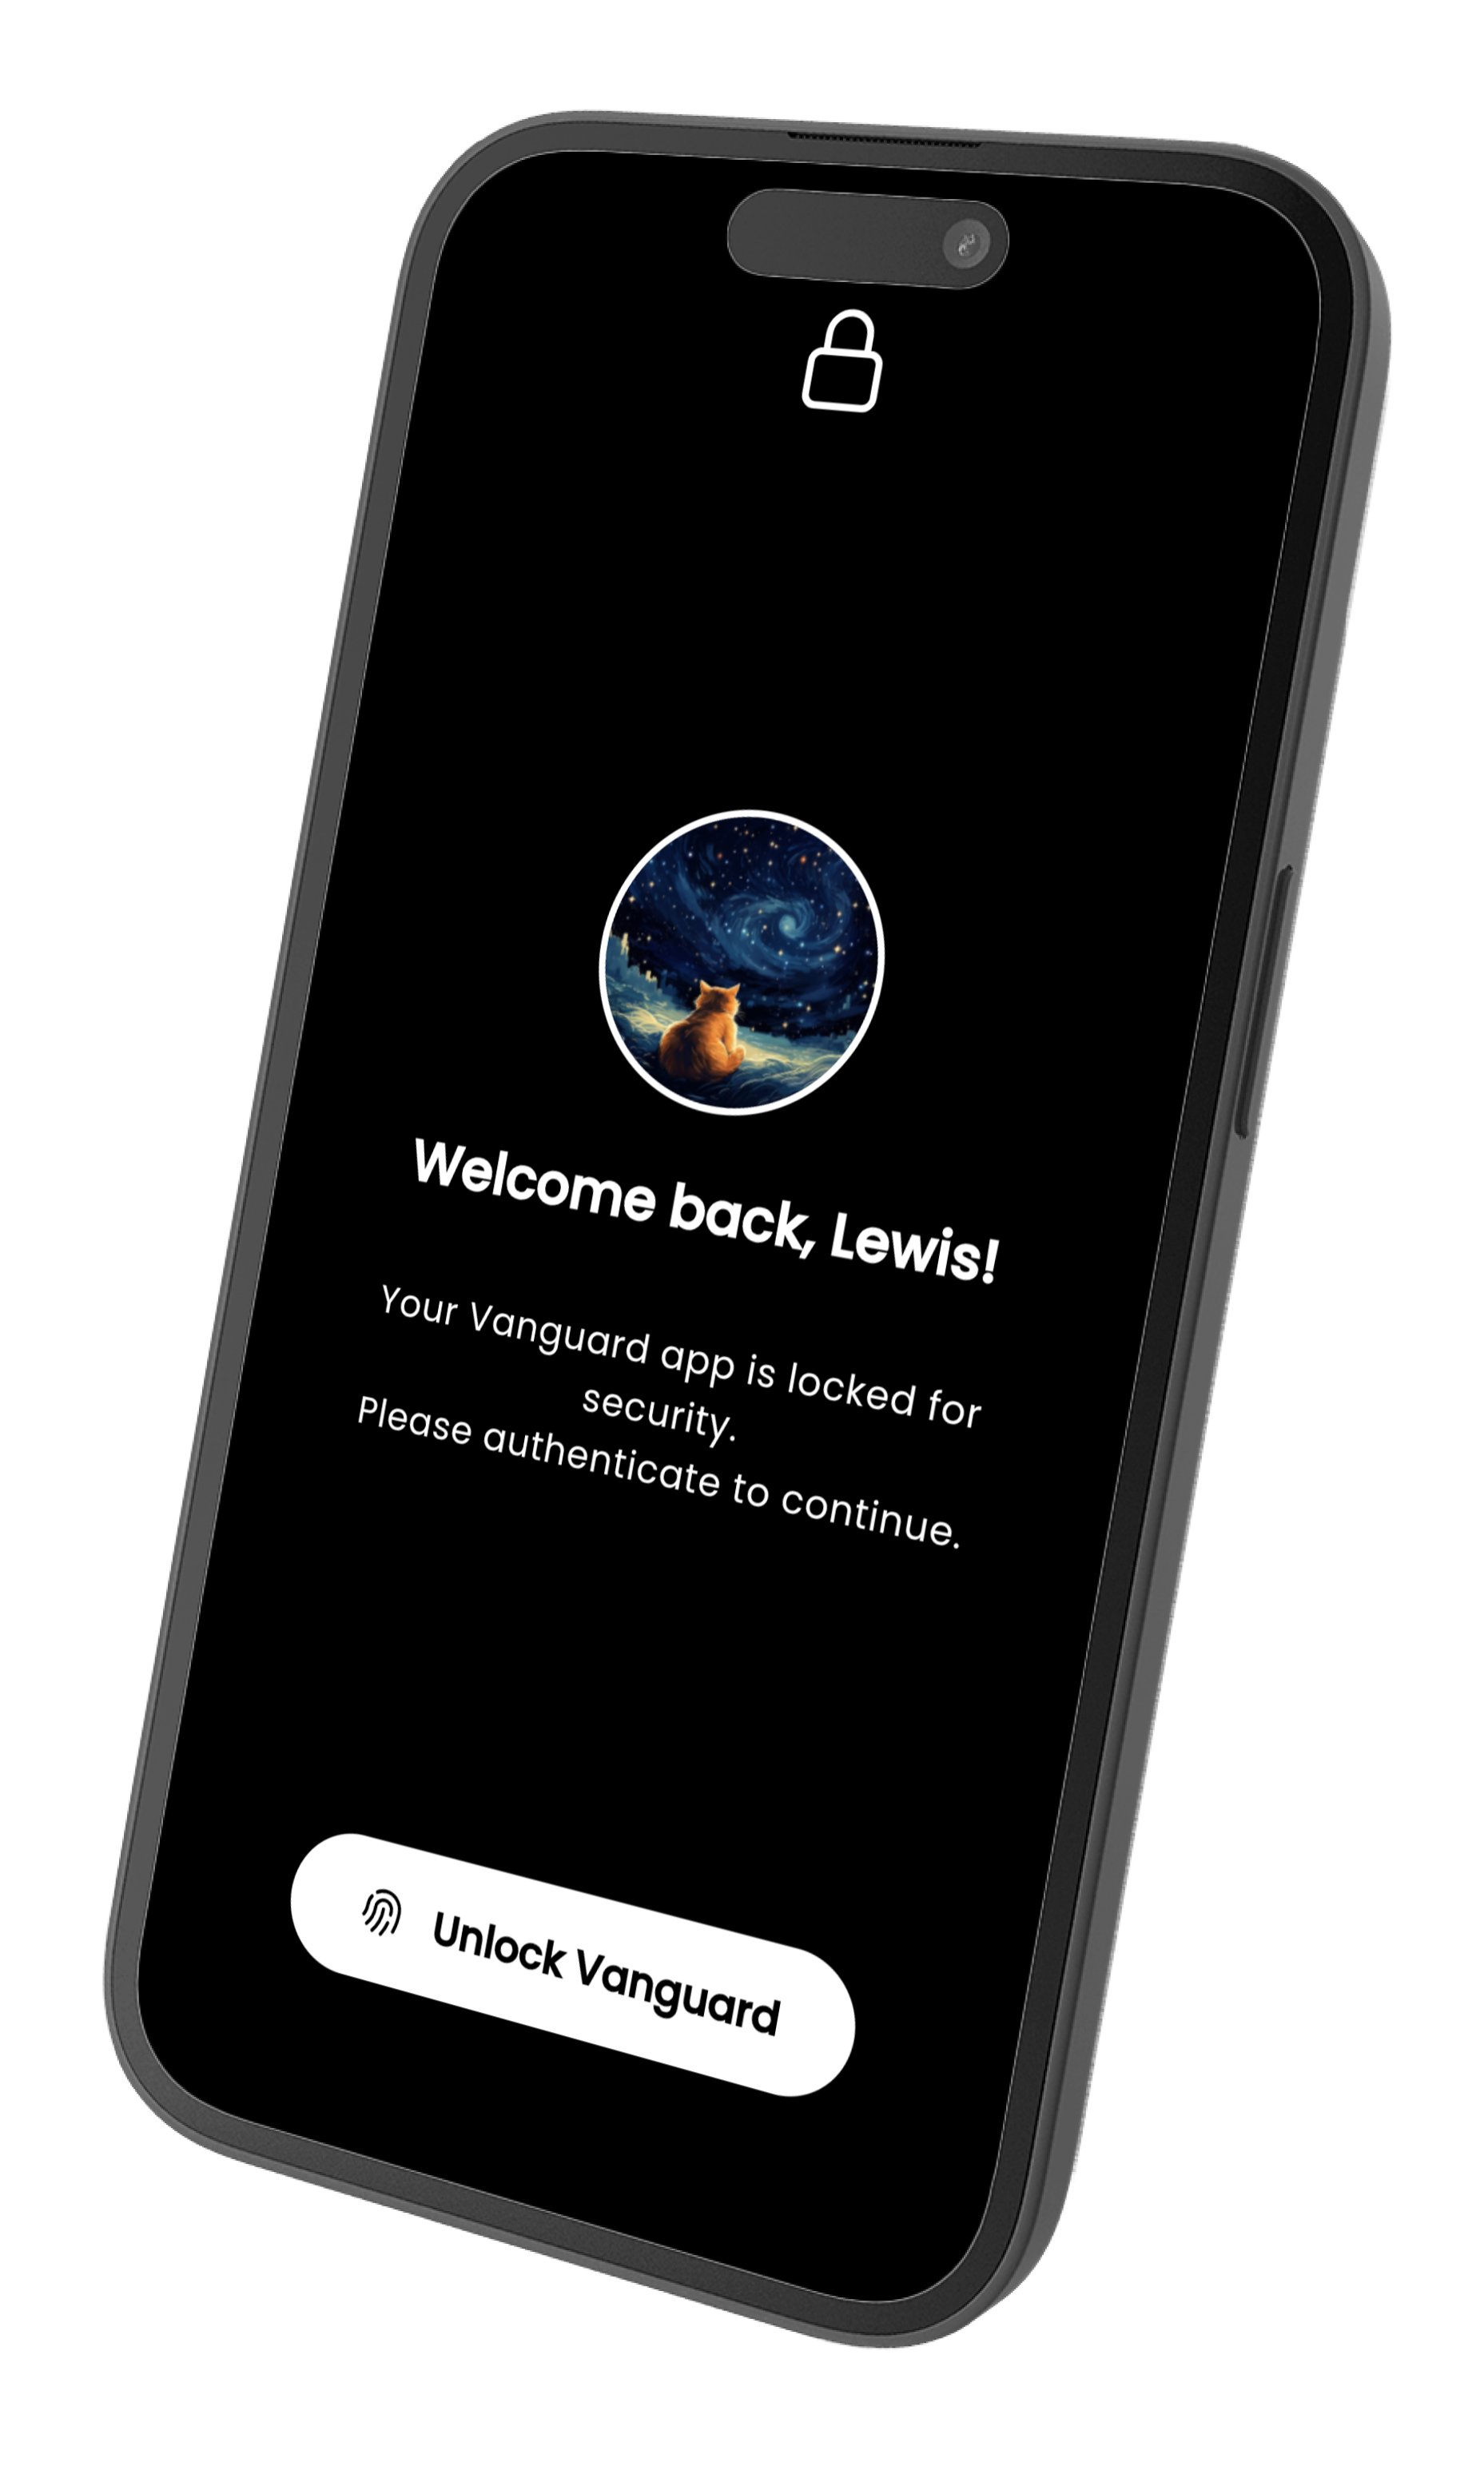 Welcome back, Lewis!
Your Vanguard app is locked for
security.
Please authenticate to continue.
Unlock Vanguard